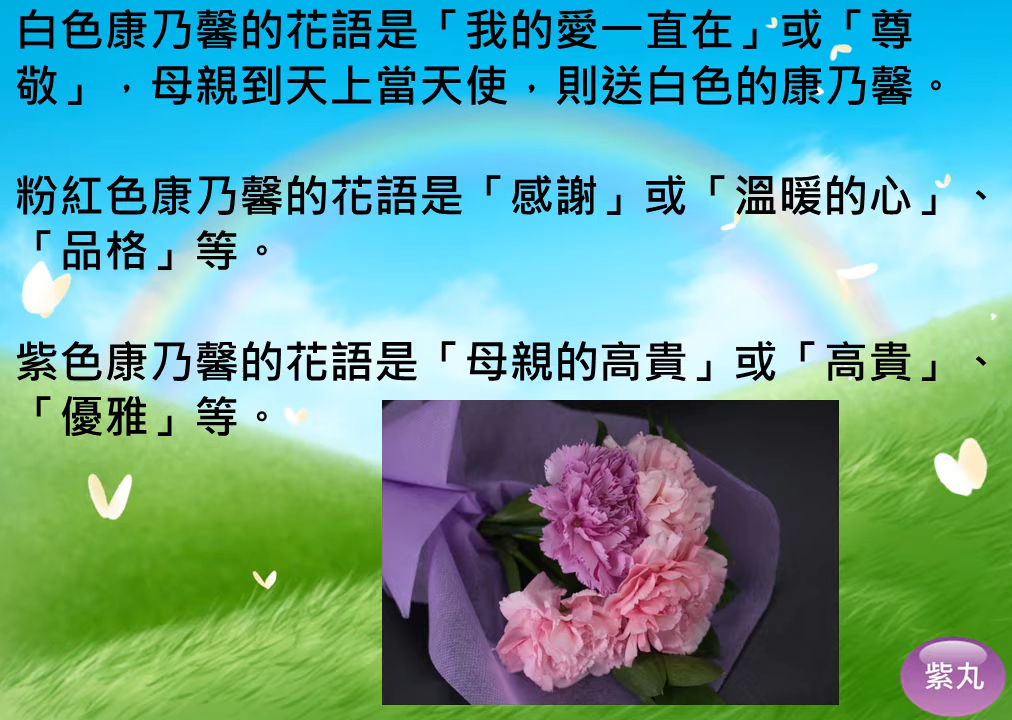 白色康乃馨的花語是「我的愛一直在」或「尊
敬」，母親到天上當天使，則送白色的康乃馨。
粉紅色康乃馨的花語是「感謝」或「溫暖的心」、
「品格」等。
紫色康乃馨的花語是「母親的高貴」或「高貴」、
「優雅」等。
紫丸